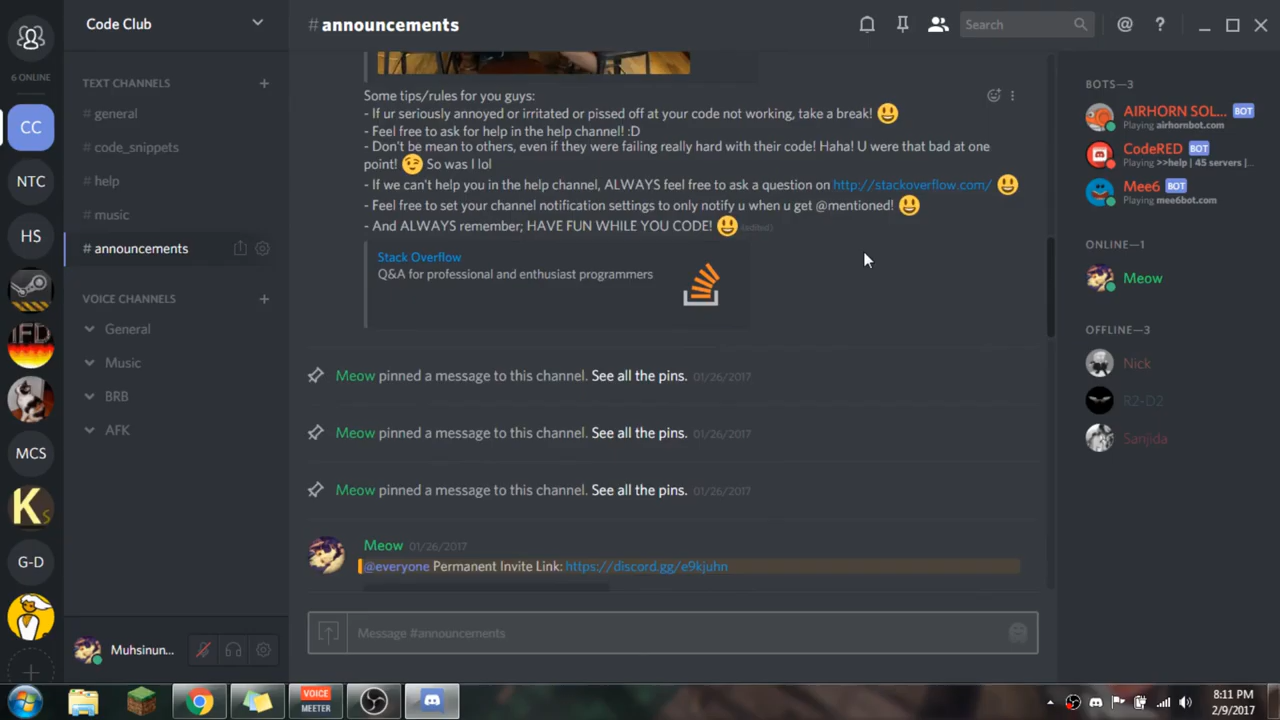 Code Club
# announcements
Search
@
?
6 ONLINE
CC
NTC
HS
IFD
MCS
Ks
G-D
TEXT CHANNELS
# general
# code_snippets
# help
# music
# announcements
VOICE CHANNELS
General
Music
BRB
AFK
Muhsinun...
Some tips/rules for you guys:
- If ur seriously annoyed or irritated or pissed off at your code not working, take a break! 😃
- Feel free to ask for help in the help channel! :D
- Don't be mean to others, even if they were failing really hard with their code! Haha! U were that bad at one
point! 😉 So was I lol
- If we can't help you in the help channel, ALWAYS feel free to ask a question on http://stackoverflow.com/ 😃
- Feel free to set your channel notification settings to only notify u when u get @mentioned! 😃
- And ALWAYS remember; HAVE FUN WHILE YOU CODE! 😃 (edited)
Stack Overflow
Q&A for professional and enthusiast programmers
Meow pinned a message to this channel. See all the pins. 01/26/2017
Meow pinned a message to this channel. See all the pins. 01/26/2017
Meow pinned a message to this channel. See all the pins. 01/26/2017
Meow 01/26/2017
@everyone Permanent Invite Link: https://discord.gg/e9kjuhn
Message #announcements
BOTS—3
AIRHORN SOL... BOT
Playing airhornbot.com
CodeRED BOT
Playing >>help | 45 servers |...
Mee6 BOT
Playing mee6bot.com
ONLINE—1
Meow
OFFLINE—3
Nick
R2-D2
Sanjida
VOICE
MEETER
8:11 PM
2/9/2017